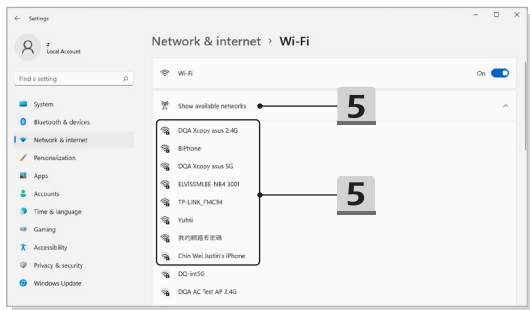 Settings
z
Local Account
Find a setting
System
Bluetooth & devices
Network & internet
Personalization
Apps
Accounts
Time & language
Gaming
Accessibility
Privacy & security
Windows Update
Network & internet > Wi-Fi
Wi-Fi
On
Show available networks
5
DQA Xcopy asus 2.4G
BiPhone
DQA Xcopy asus 5G
ELVISSMLEE-NB4 3001
TP-LINK_F14C94
Yuhsi
我的網路有密碼
Chin Wei Justin's iPhone
5
DQ-int5G
DQA AC Test AP 2.4G